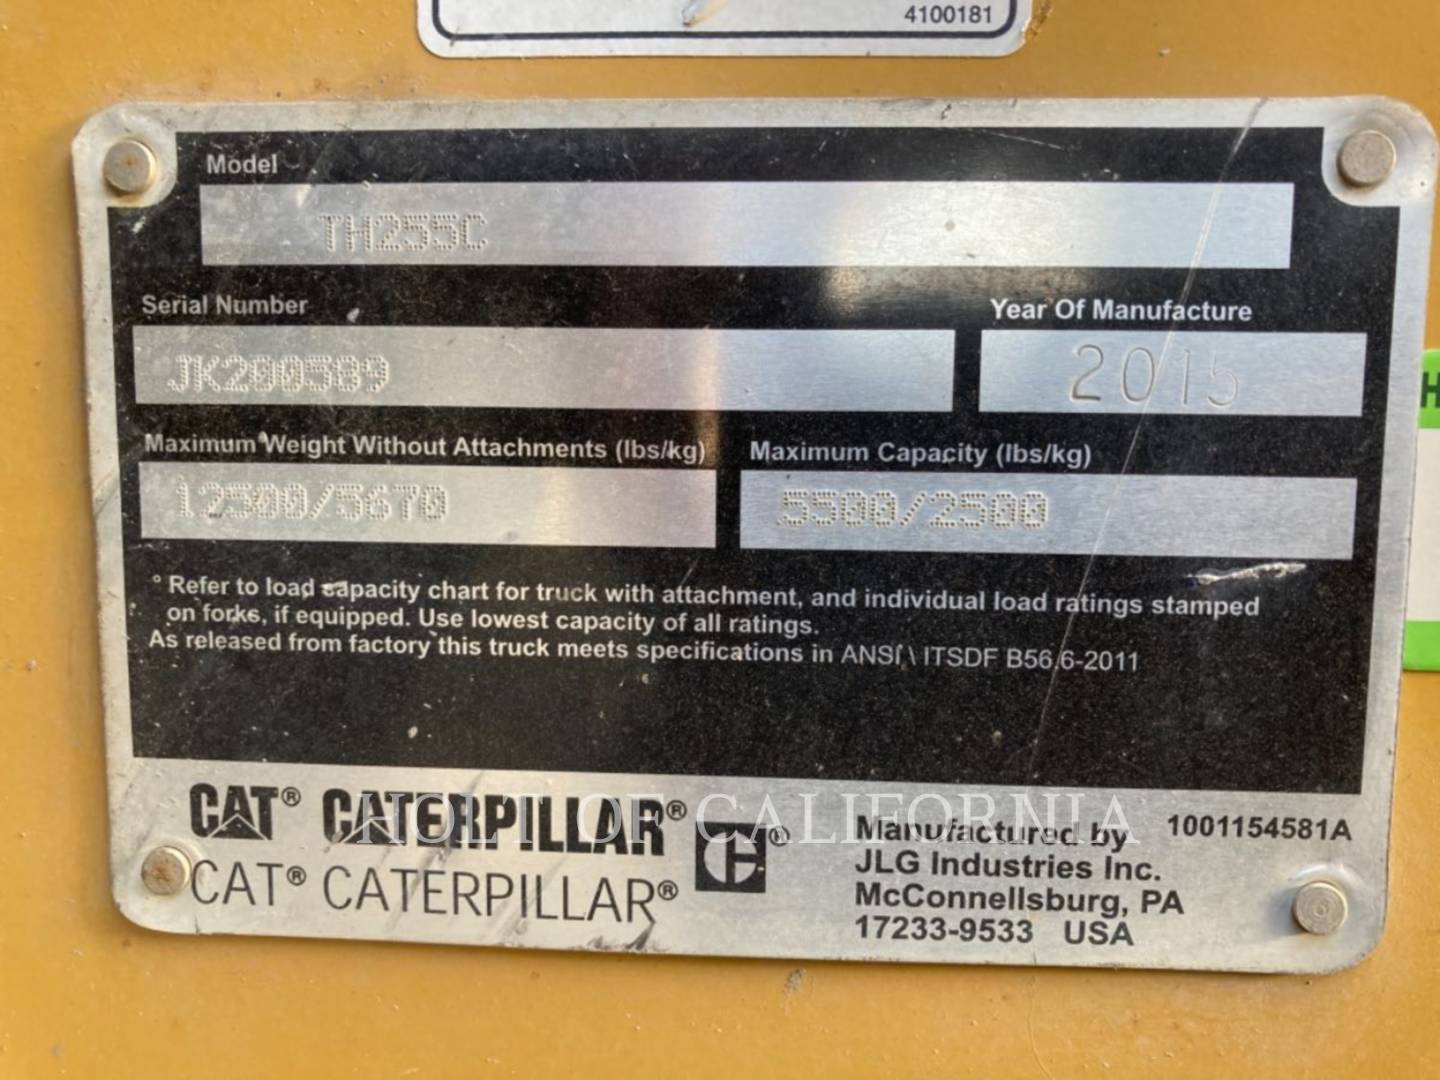 4100181
Model
TH255C
Serial Number
Year Of Manufacture
JK200589
2015
Maximum Weight Without Attachments (lbs/kg)
Maximum Capacity (lbs/kg)
12500/5670
5500/2500
° Refer to load capacity chart for truck with attachment, and individual load ratings stamped
on forks, if equipped. Use lowest capacity of all ratings.
As released from factory this truck meets specifications in ANSI \ ITSDF B56.6-2011
CAT® CATERPILLAR®
CAT® CATERPILLAR®
®
HOLT OF CALIFORNIA
Manufactured by
JLG Industries Inc.
McConnellsburg, PA
17233-9533 USA
1001154581A
H